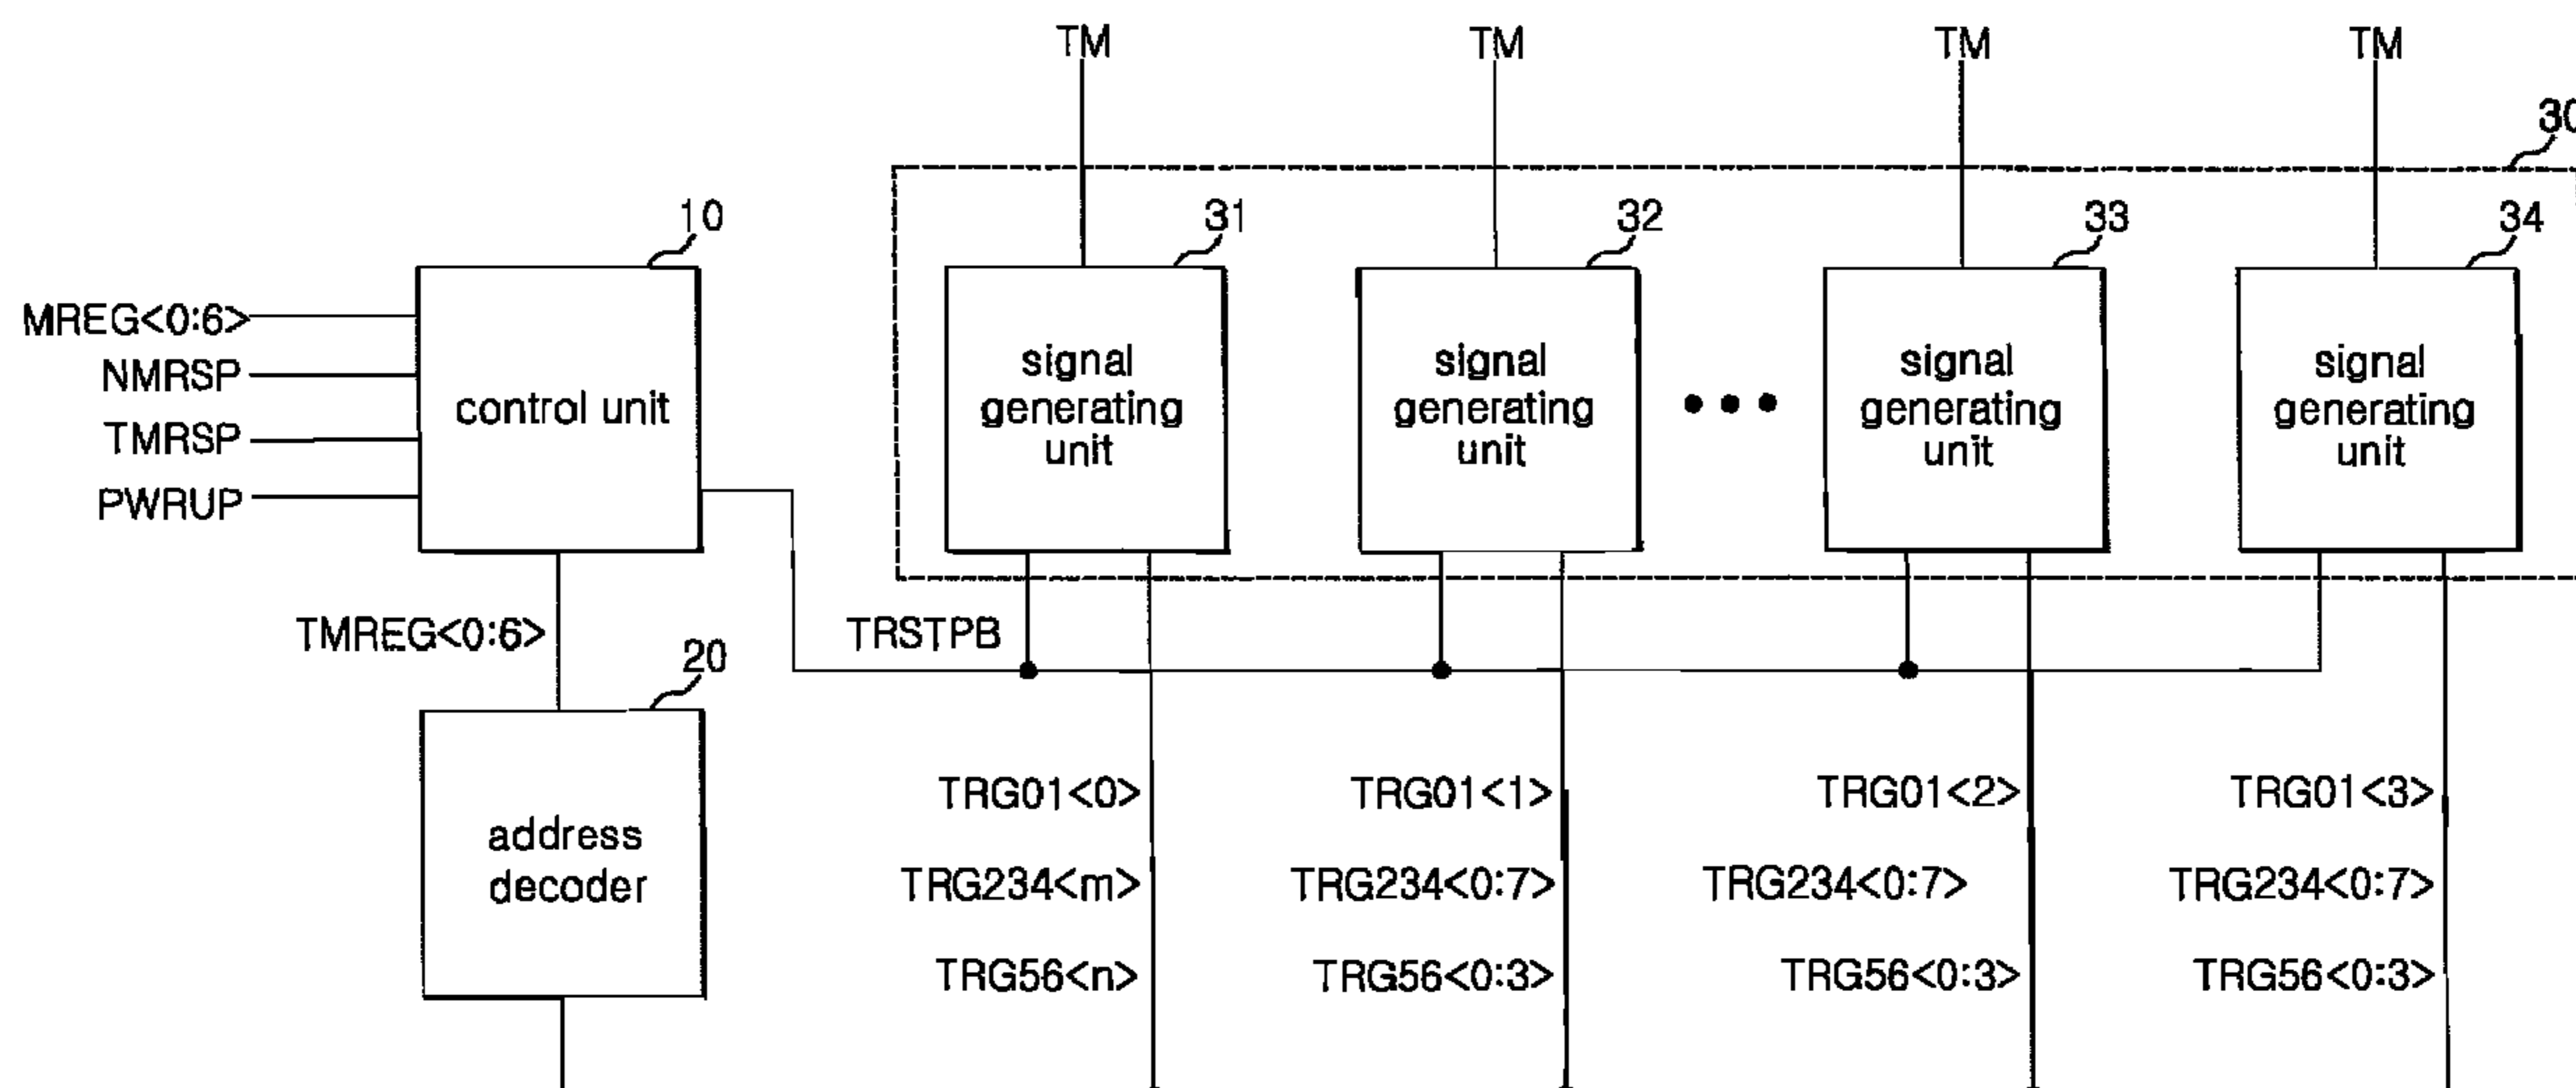 TM
TM
TM
TM
30
10
31
32
33
34
MREG<0:6>
NMRSP
TMRSP
PWRUP
control unit
signal
generating
unit
signal
generating
unit
signal
generating
unit
signal
generating
unit
TMREG<0:6>
TRSTPB
20
address
decoder
TRG01<0>
TRG01<1>
TRG01<2>
TRG01<3>
TRG234<m>
TRG234<0:7>
TRG234<0:7>
TRG234<0:7>
TRG56<n>
TRG56<0:3>
TRG56<0:3>
TRG56<0:3>